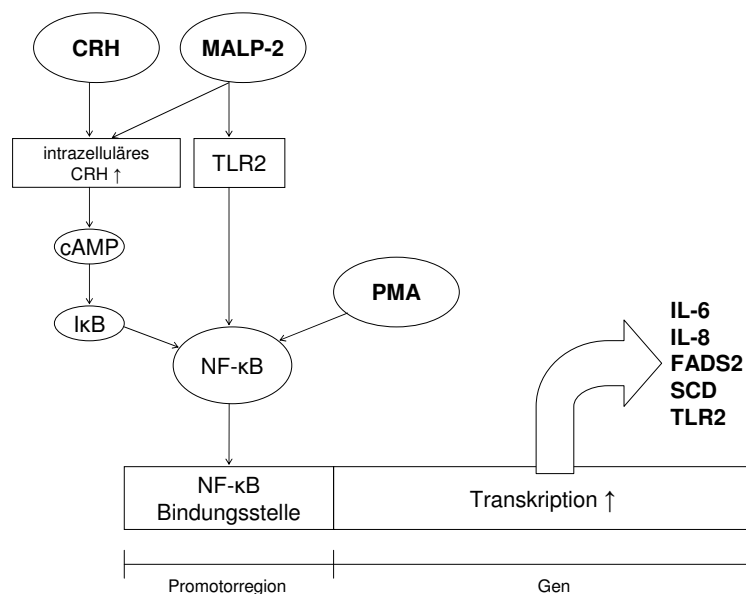 CRH
MALP-2
intrazelluläres
CRH ↑
TLR2
cAMP
IκB
PMA
NF-κB
IL-6
IL-8
FADS2
SCD
TLR2
NF-κB
Bindungsstelle
Transkription ↑
Promotorregion
Gen